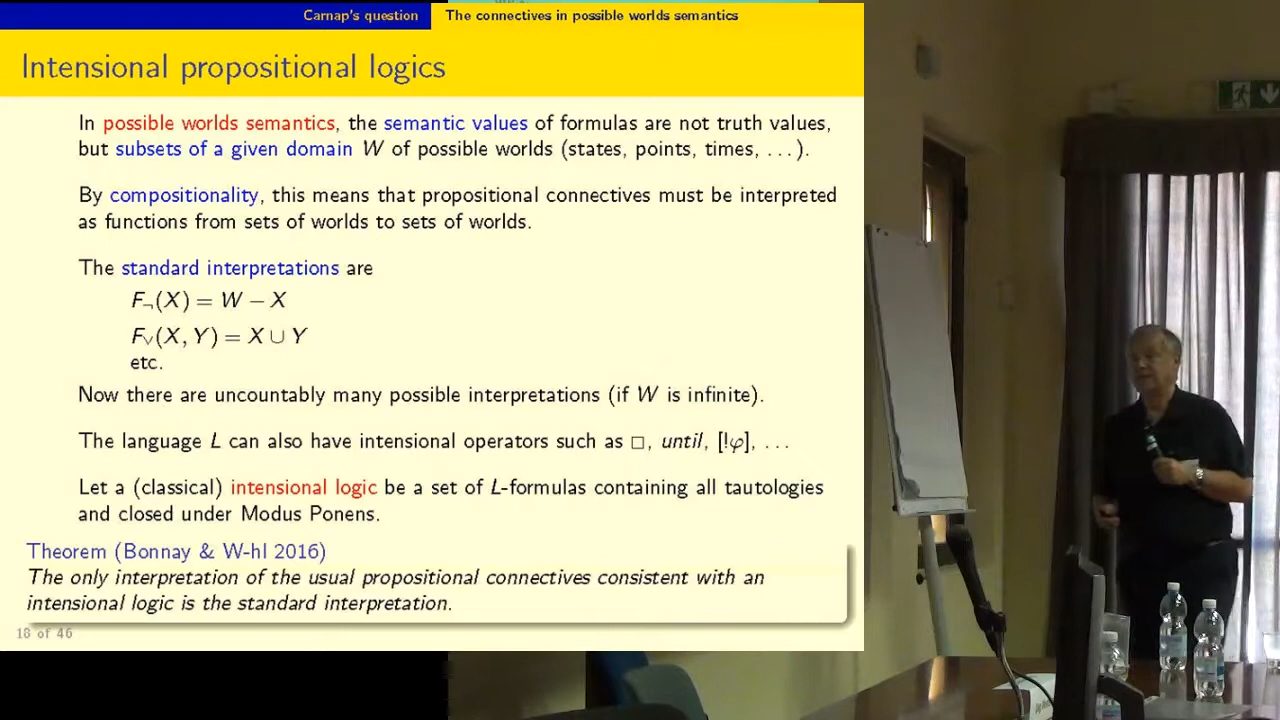 Carnap's question
The connectives in possible worlds semantics
Intensional propositional logics
In possible worlds semantics, the semantic values of formulas are not truth values,
but subsets of a given domain W of possible worlds (states, points, times, ...).
By compositionality, this means that propositional connectives must be interpreted
as functions from sets of worlds to sets of worlds.
The standard interpretations are
F¬(X) = W − X
F∨(X, Y) = X ∪ Y
etc.
Now there are uncountably many possible interpretations (if W is infinite).
The language L can also have intensional operators such as □, until, [!φ], ...
Let a (classical) intensional logic be a set of L-formulas containing all tautologies
and closed under Modus Ponens.
Theorem (Bonnay & W-hl 2016)
The only interpretation of the usual propositional connectives consistent with an
intensional logic is the standard interpretation.
18 of 46